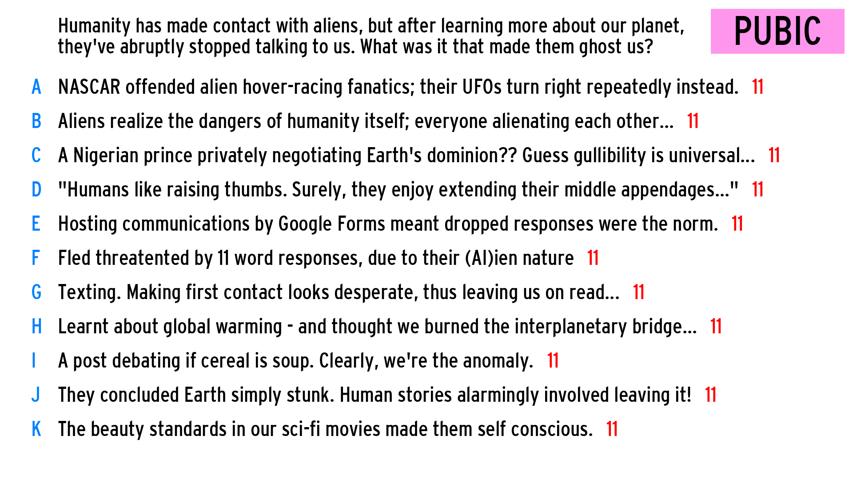 Humanity has made contact with aliens, but after learning more about our planet,
they've abruptly stopped talking to us. What was it that made them ghost us?
PUBIC
A NASCAR offended alien hover-racing fanatics; their UFOs turn right repeatedly instead. 11
B Aliens realize the dangers of humanity itself; everyone alienating each other... 11
C A Nigerian prince privately negotiating Earth's dominion?? Guess gullibility is universal... 11
D "Humans like raising thumbs. Surely, they enjoy extending their middle appendages..." 11
E Hosting communications by Google Forms meant dropped responses were the norm. 11
F Fled threatented by 11 word responses, due to their (AI)ien nature 11
G Texting. Making first contact looks desperate, thus leaving us on read... 11
H Learnt about global warming - and thought we burned the interplanetary bridge... 11
I A post debating if cereal is soup. Clearly, we're the anomaly. 11
J They concluded Earth simply stunk. Human stories alarmingly involved leaving it! 11
K The beauty standards in our sci-fi movies made them self conscious. 11